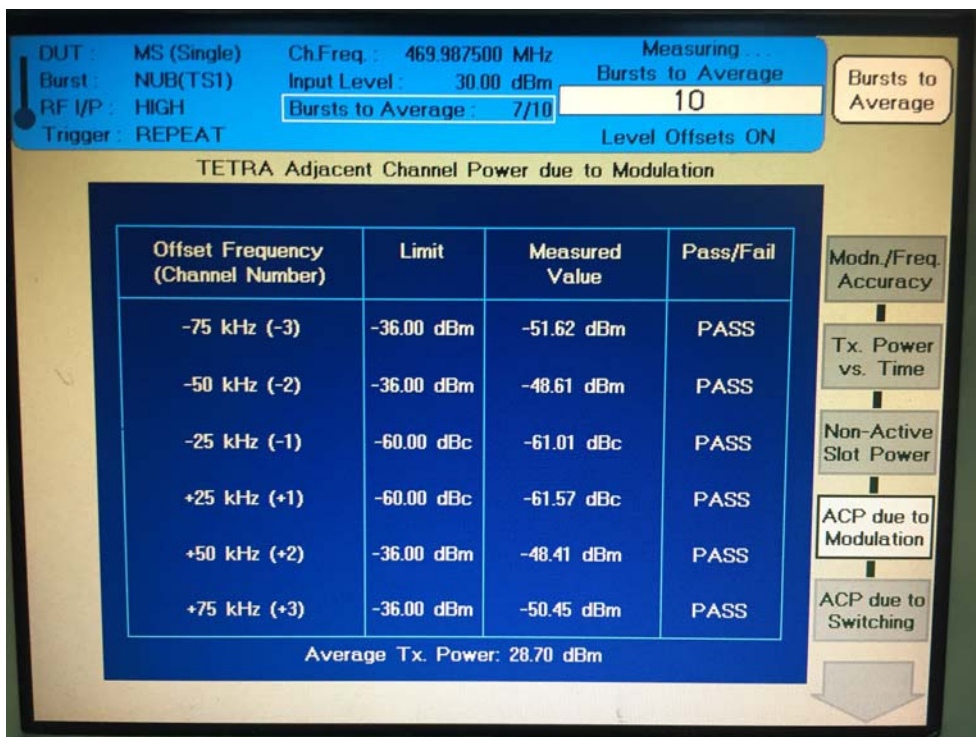 DUT : MS (Single) Ch.Freq. : 469.987500 MHz Measuring . . .
Burst : NUB(TS1) Input Level : 30.00 dBm Bursts to Average
RF I/P : HIGH Bursts to Average : 7/10 10
Trigger : REPEAT Level Offsets ON
Bursts to
Average
TETRA Adjacent Channel Power due to Modulation
Offset Frequency
(Channel Number)
Limit
Measured
Value
Pass/Fail
-75 kHz (-3) -36.00 dBm -51.62 dBm PASS
-50 kHz (-2) -36.00 dBm -48.61 dBm PASS
-25 kHz (-1) -60.00 dBc -61.01 dBc PASS
+25 kHz (+1) -60.00 dBc -61.57 dBc PASS
+50 kHz (+2) -36.00 dBm -48.41 dBm PASS
+75 kHz (+3) -36.00 dBm -50.45 dBm PASS
Average Tx. Power: 28.70 dBm
Modn./Freq.
Accuracy
Tx. Power
vs. Time
Non-Active
Slot Power
ACP due to
Modulation
ACP due to
Switching